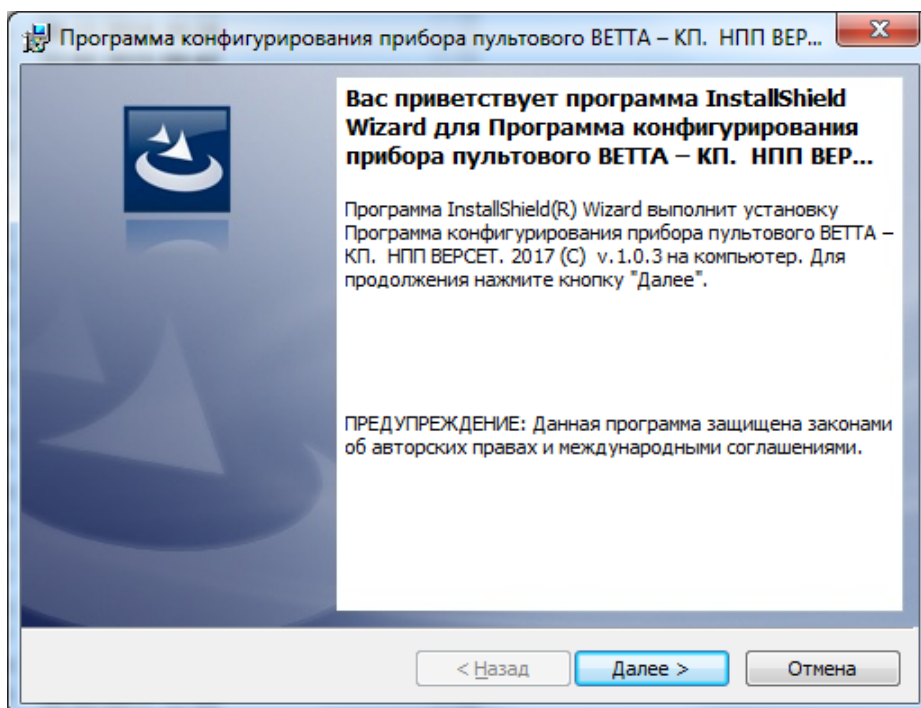 Программа конфигурирования прибора пультового ВЕТТА – КП.  НПП ВЕР...
Вас приветствует программа InstallShield
Wizard для Программа конфигурирования
прибора пультового ВЕТТА – КП.  НПП ВЕР...
Программа InstallShield(R) Wizard выполнит установку
Программа конфигурирования прибора пультового ВЕТТА –
КП.  НПП ВЕРСЕТ. 2017 (C)  v.1.0.3 на компьютер. Для
продолжения нажмите кнопку "Далее".
ПРЕДУПРЕЖДЕНИЕ: Данная программа защищена законами
об авторских правах и международными соглашениями.
< Назад
Далее >
Отмена